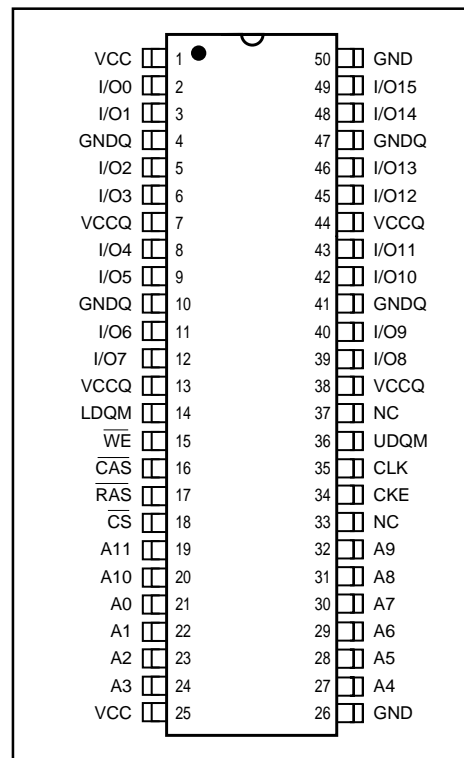 VCC 1 50 GND
I/O0 2 49 I/O15
I/O1 3 48 I/O14
GNDQ 4 47 GNDQ
I/O2 5 46 I/O13
I/O3 6 45 I/O12
VCCQ 7 44 VCCQ
I/O4 8 43 I/O11
I/O5 9 42 I/O10
GNDQ 10 41 GNDQ
I/O6 11 40 I/O9
I/O7 12 39 I/O8
VCCQ 13 38 VCCQ
LDQM 14 37 NC
W̅E̅ 15 36 UDQM
C̅A̅S̅ 16 35 CLK
R̅A̅S̅ 17 34 CKE
C̅S̅ 18 33 NC
A11 19 32 A9
A10 20 31 A8
A0 21 30 A7
A1 22 29 A6
A2 23 28 A5
A3 24 27 A4
VCC 25 26 GND